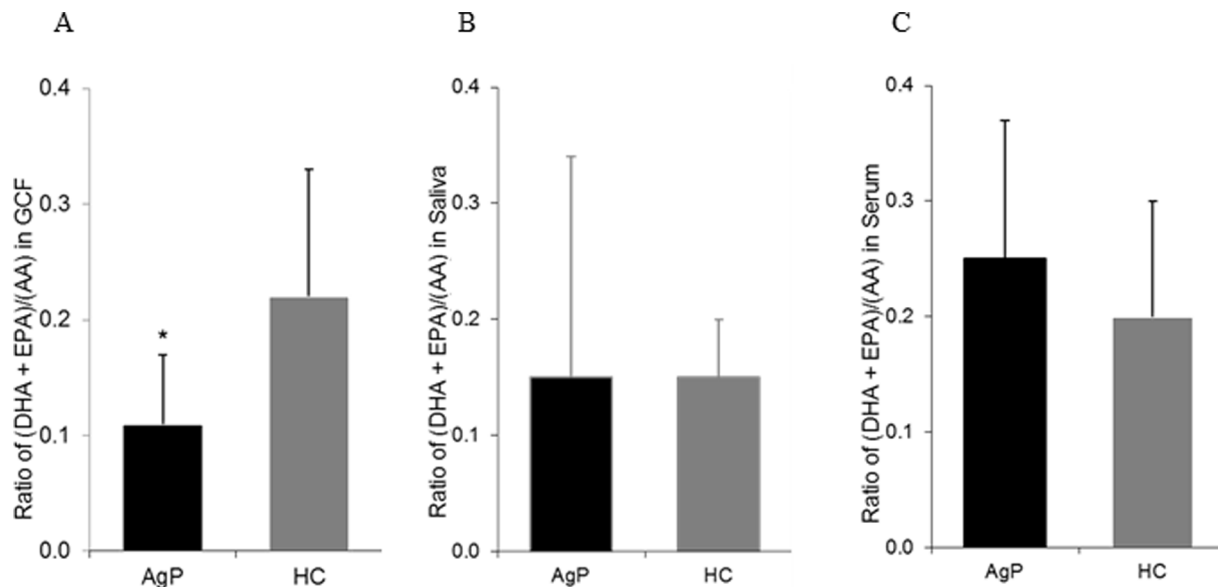 A
Ratio of (DHA + EPA)/(AA) in GCF
0.4
0.3
0.2
0.1
0.0
*
AgP
HC
B
Ratio of (DHA + EPA)/(AA) in Saliva
0.4
0.3
0.2
0.1
0.0
AgP
HC
C
Ratio of (DHA + EPA)/(AA) in Serum
0.4
0.3
0.2
0.1
0.0
AgP
HC